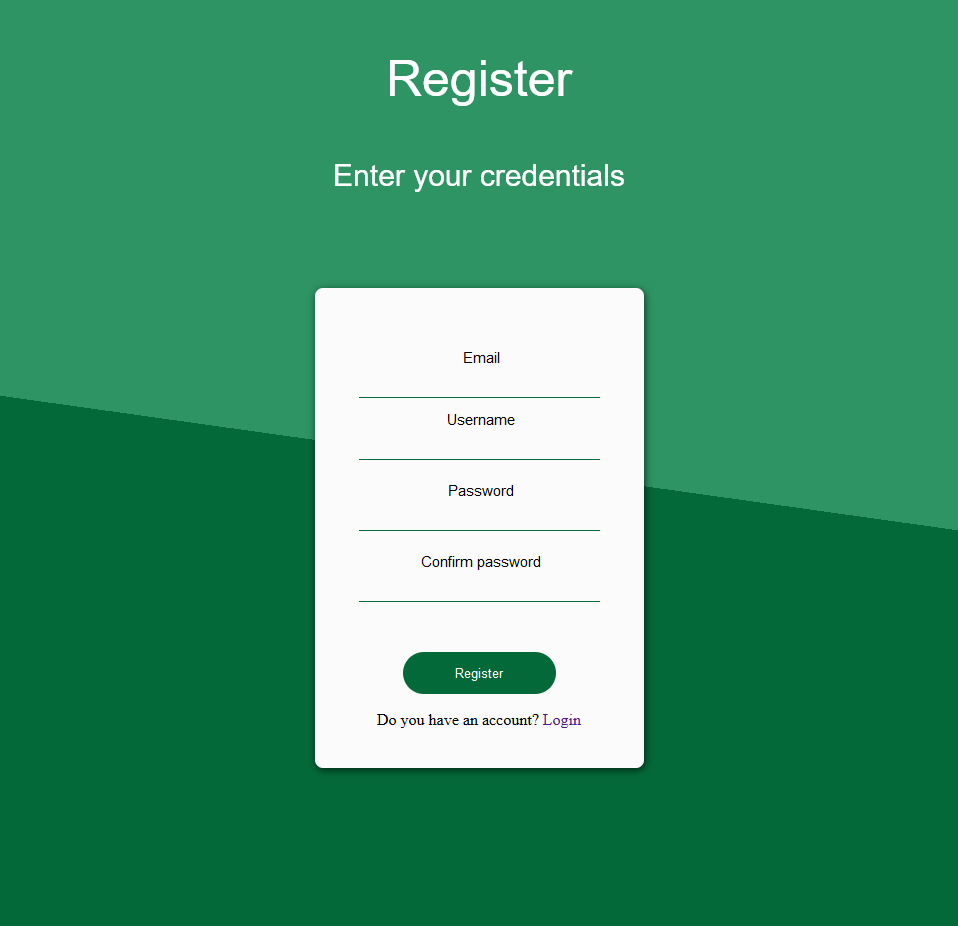 Register
Enter your credentials
Email
Username
Password
Confirm password
Register
Do you have an account? Login